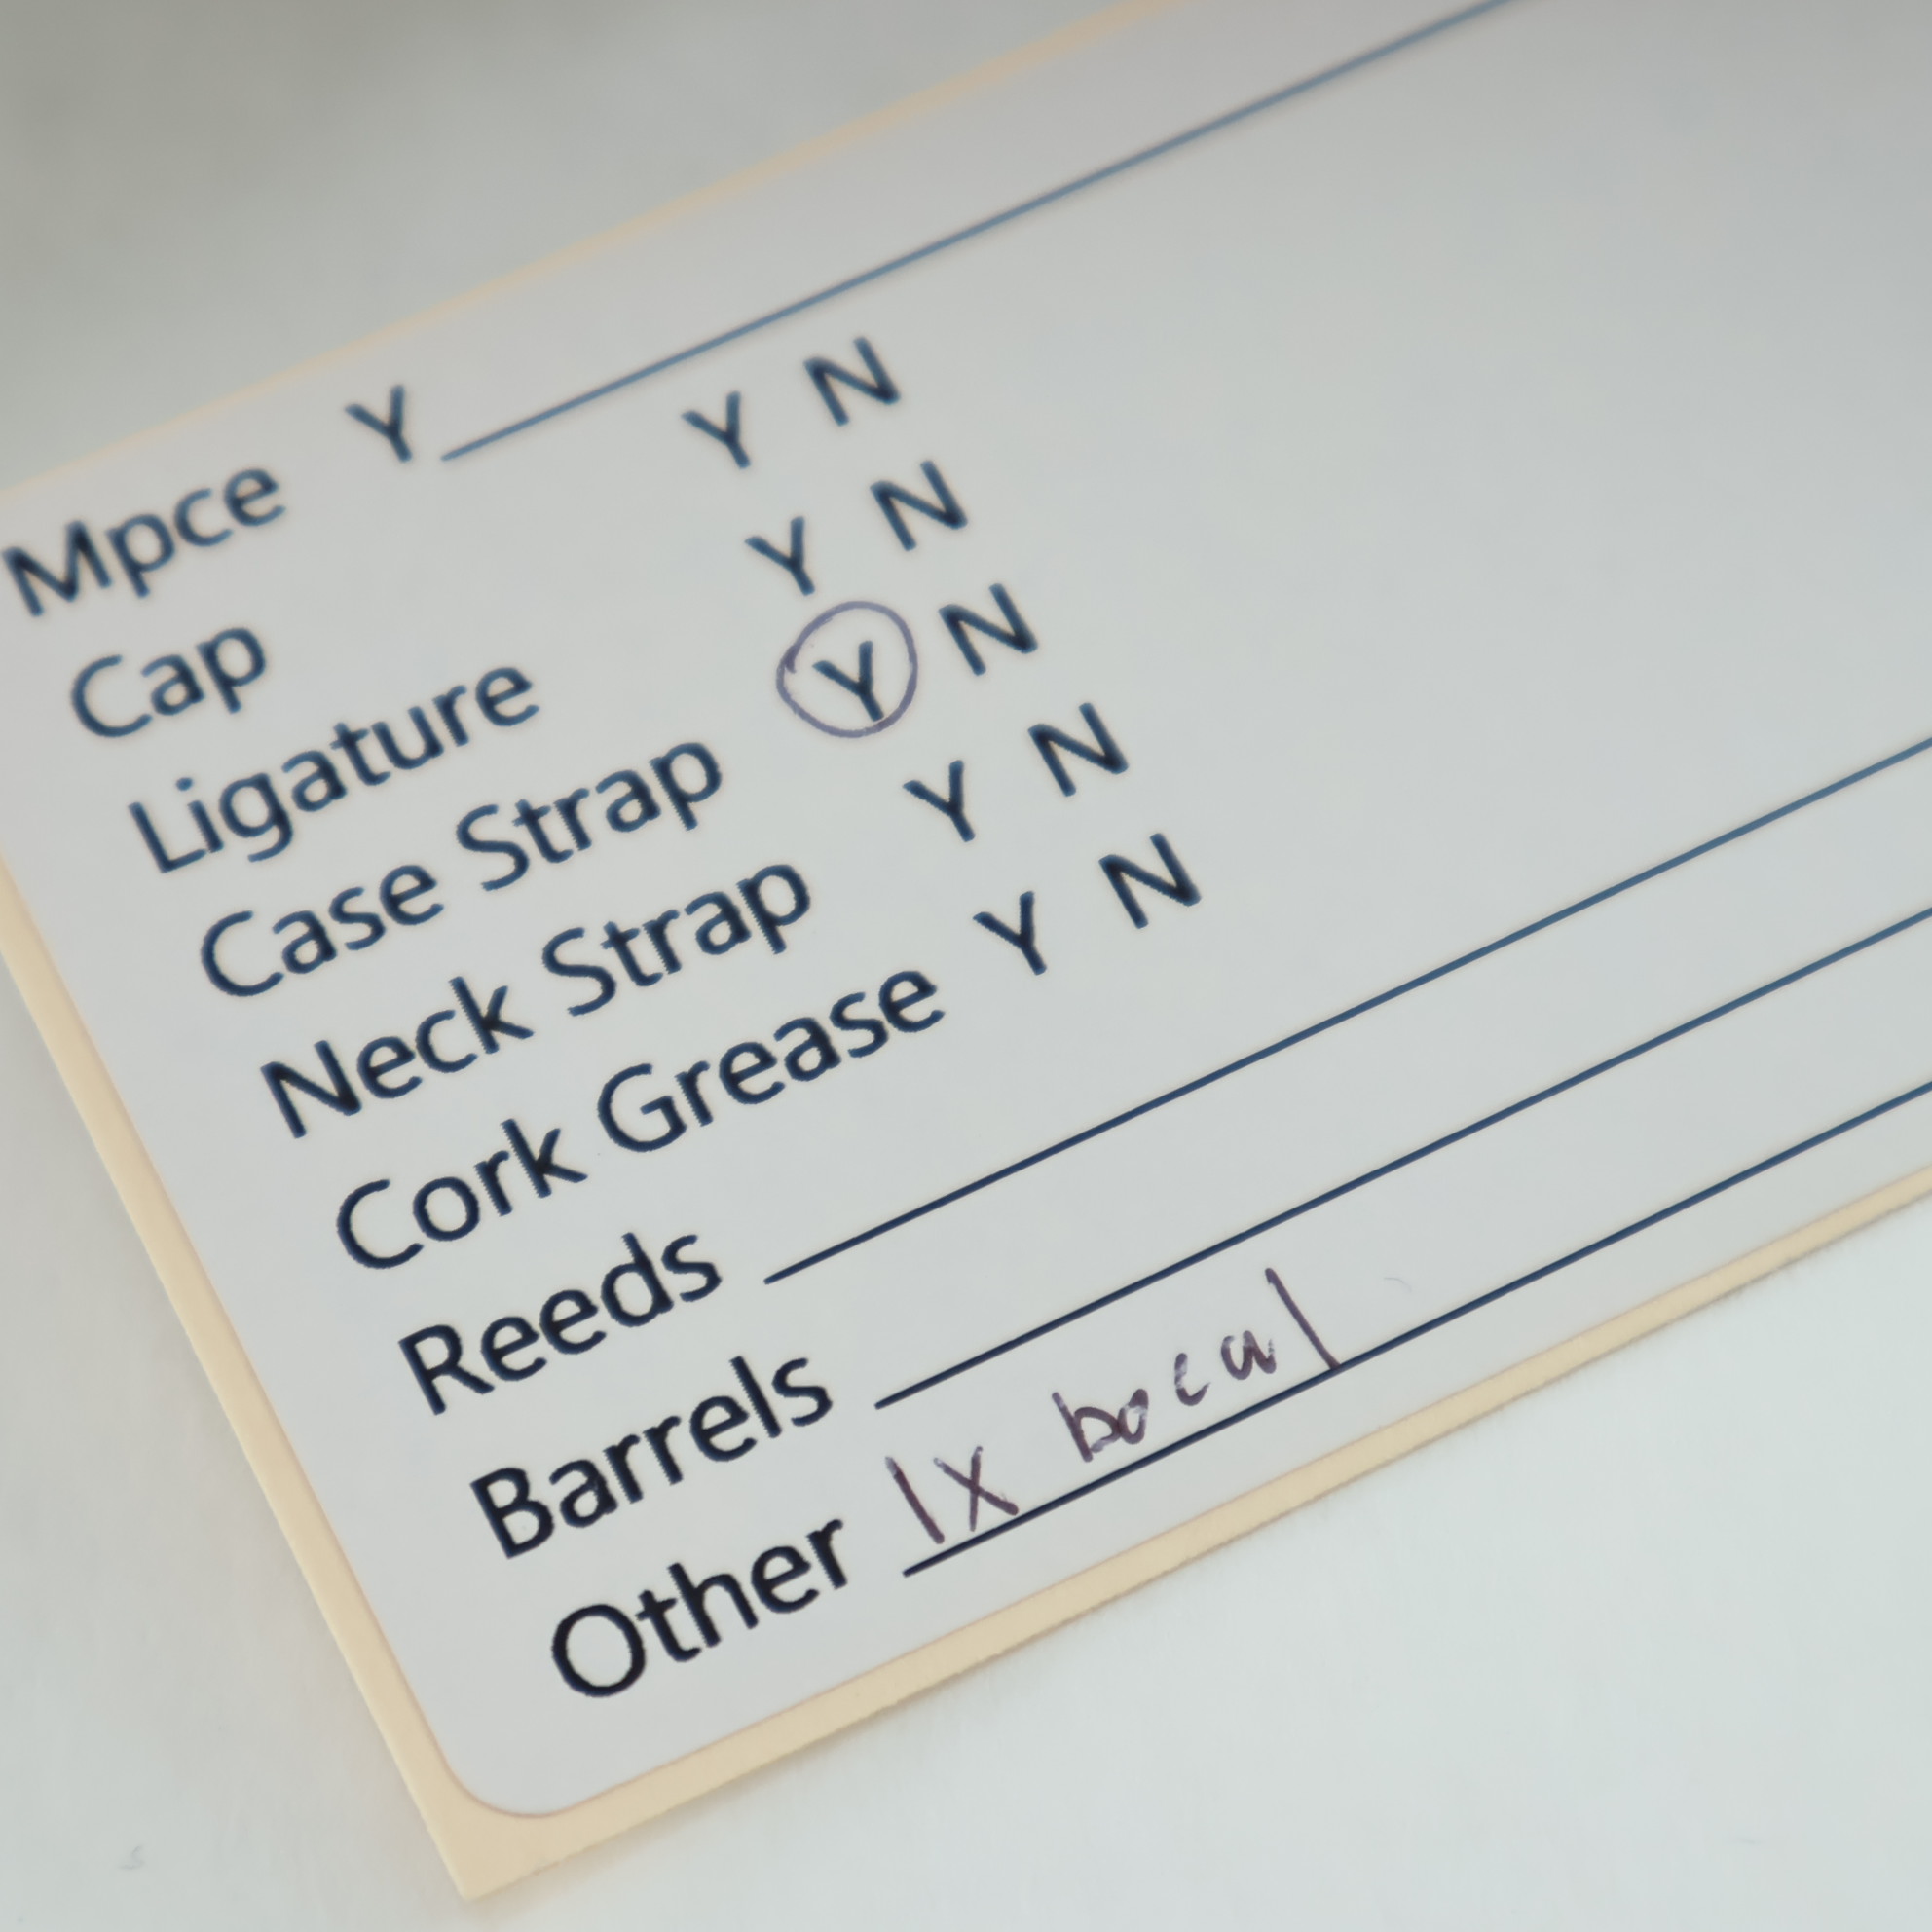 Mpce Y
Cap Y N
Ligature Y N
Case Strap Y N
Neck Strap Y N
Cork Grease Y N
Reeds
Barrels
Other 1x bocal